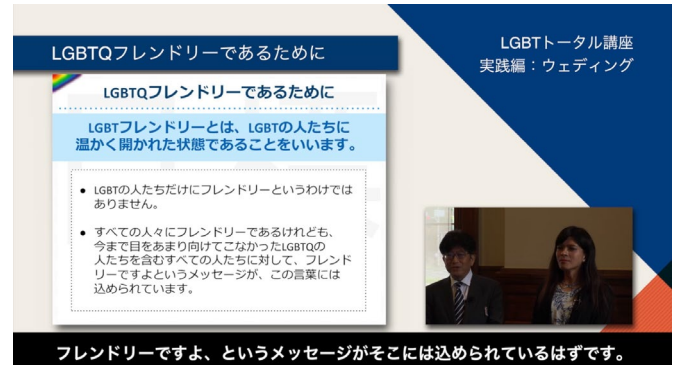 LGBTQフレンドリーであるために
LGBTトータル講座
実践編：ウェディング
LGBTQフレンドリーであるために
LGBTフレンドリーとは、LGBTの人たちに
温かく開かれた状態であることをいいます。
● LGBTの人たちだけにフレンドリーというわけでは
ありません。
● すべての人々にフレンドリーであるけれども、
今まで目をあまり向けてこなかったLGBTQの
人たちを含むすべての人たちに対して、フレンド
リーですよというメッセージが、この言葉には
込められています。
フレンドリーですよ、というメッセージがそこには込められているはずです。